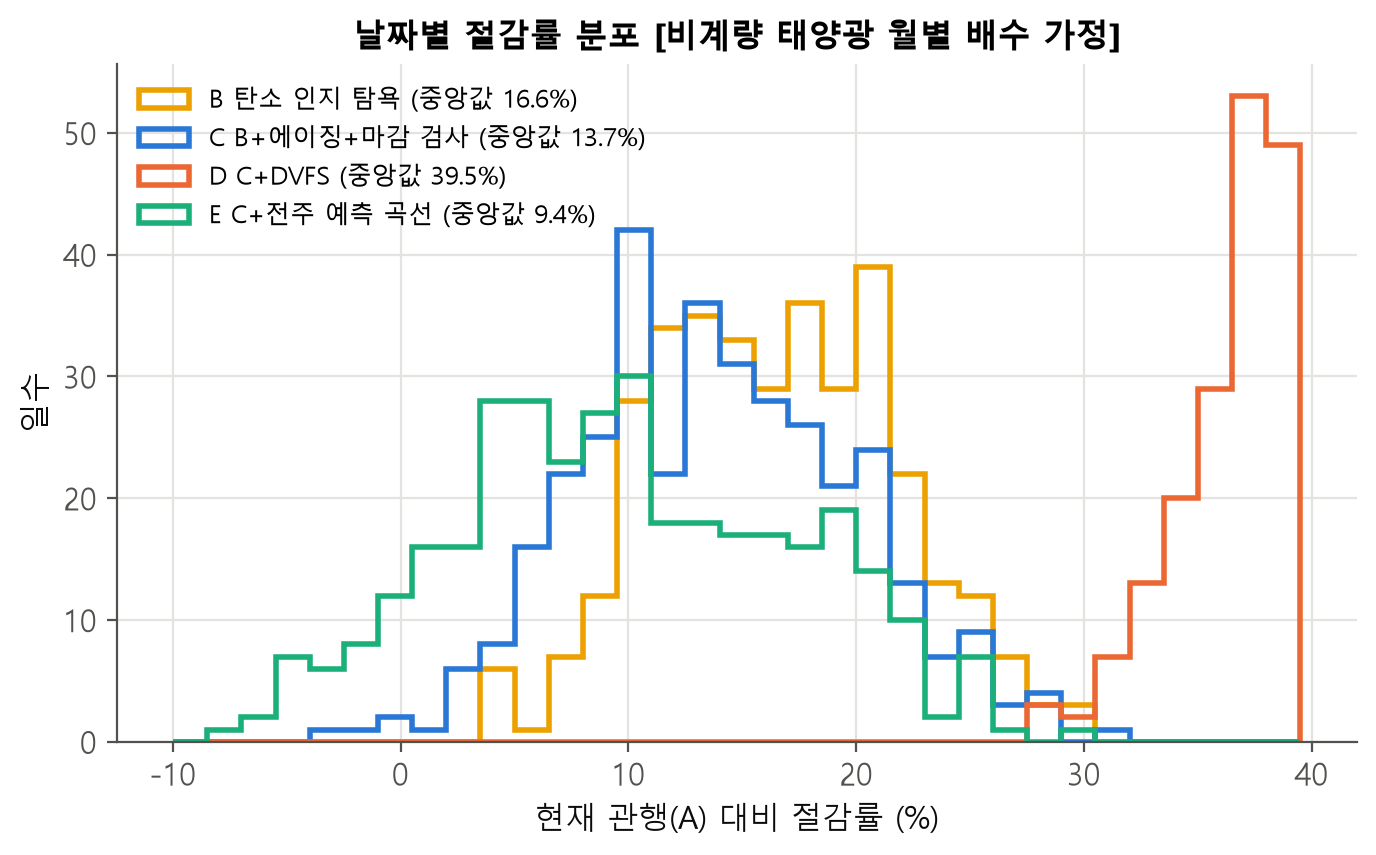 날짜별 절감률 분포 [비계량 태양광 월별 배수 가정]
B 탄소 인지 탐욕 (중앙값 16.6%)
C B+에이징+마감 검사 (중앙값 13.7%)
D C+DVFS (중앙값 39.5%)
E C+전주 예측 곡선 (중앙값 9.4%)
일수
50
40
30
20
10
0
-10 0 10 20 30 40
현재 관행(A) 대비 절감률 (%)